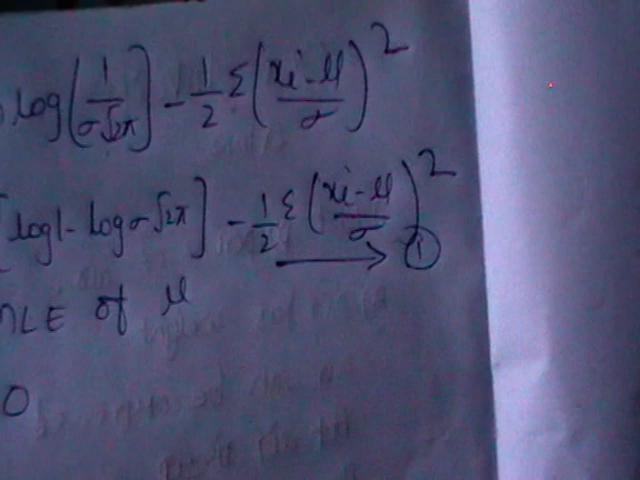 log(1/σ√2π] - 1/2 Σ(xi-μ/σ)²
[log1 - logσ√2π] - 1/2 Σ(xi-μ/σ)²
→ ①
MLE of μ
0